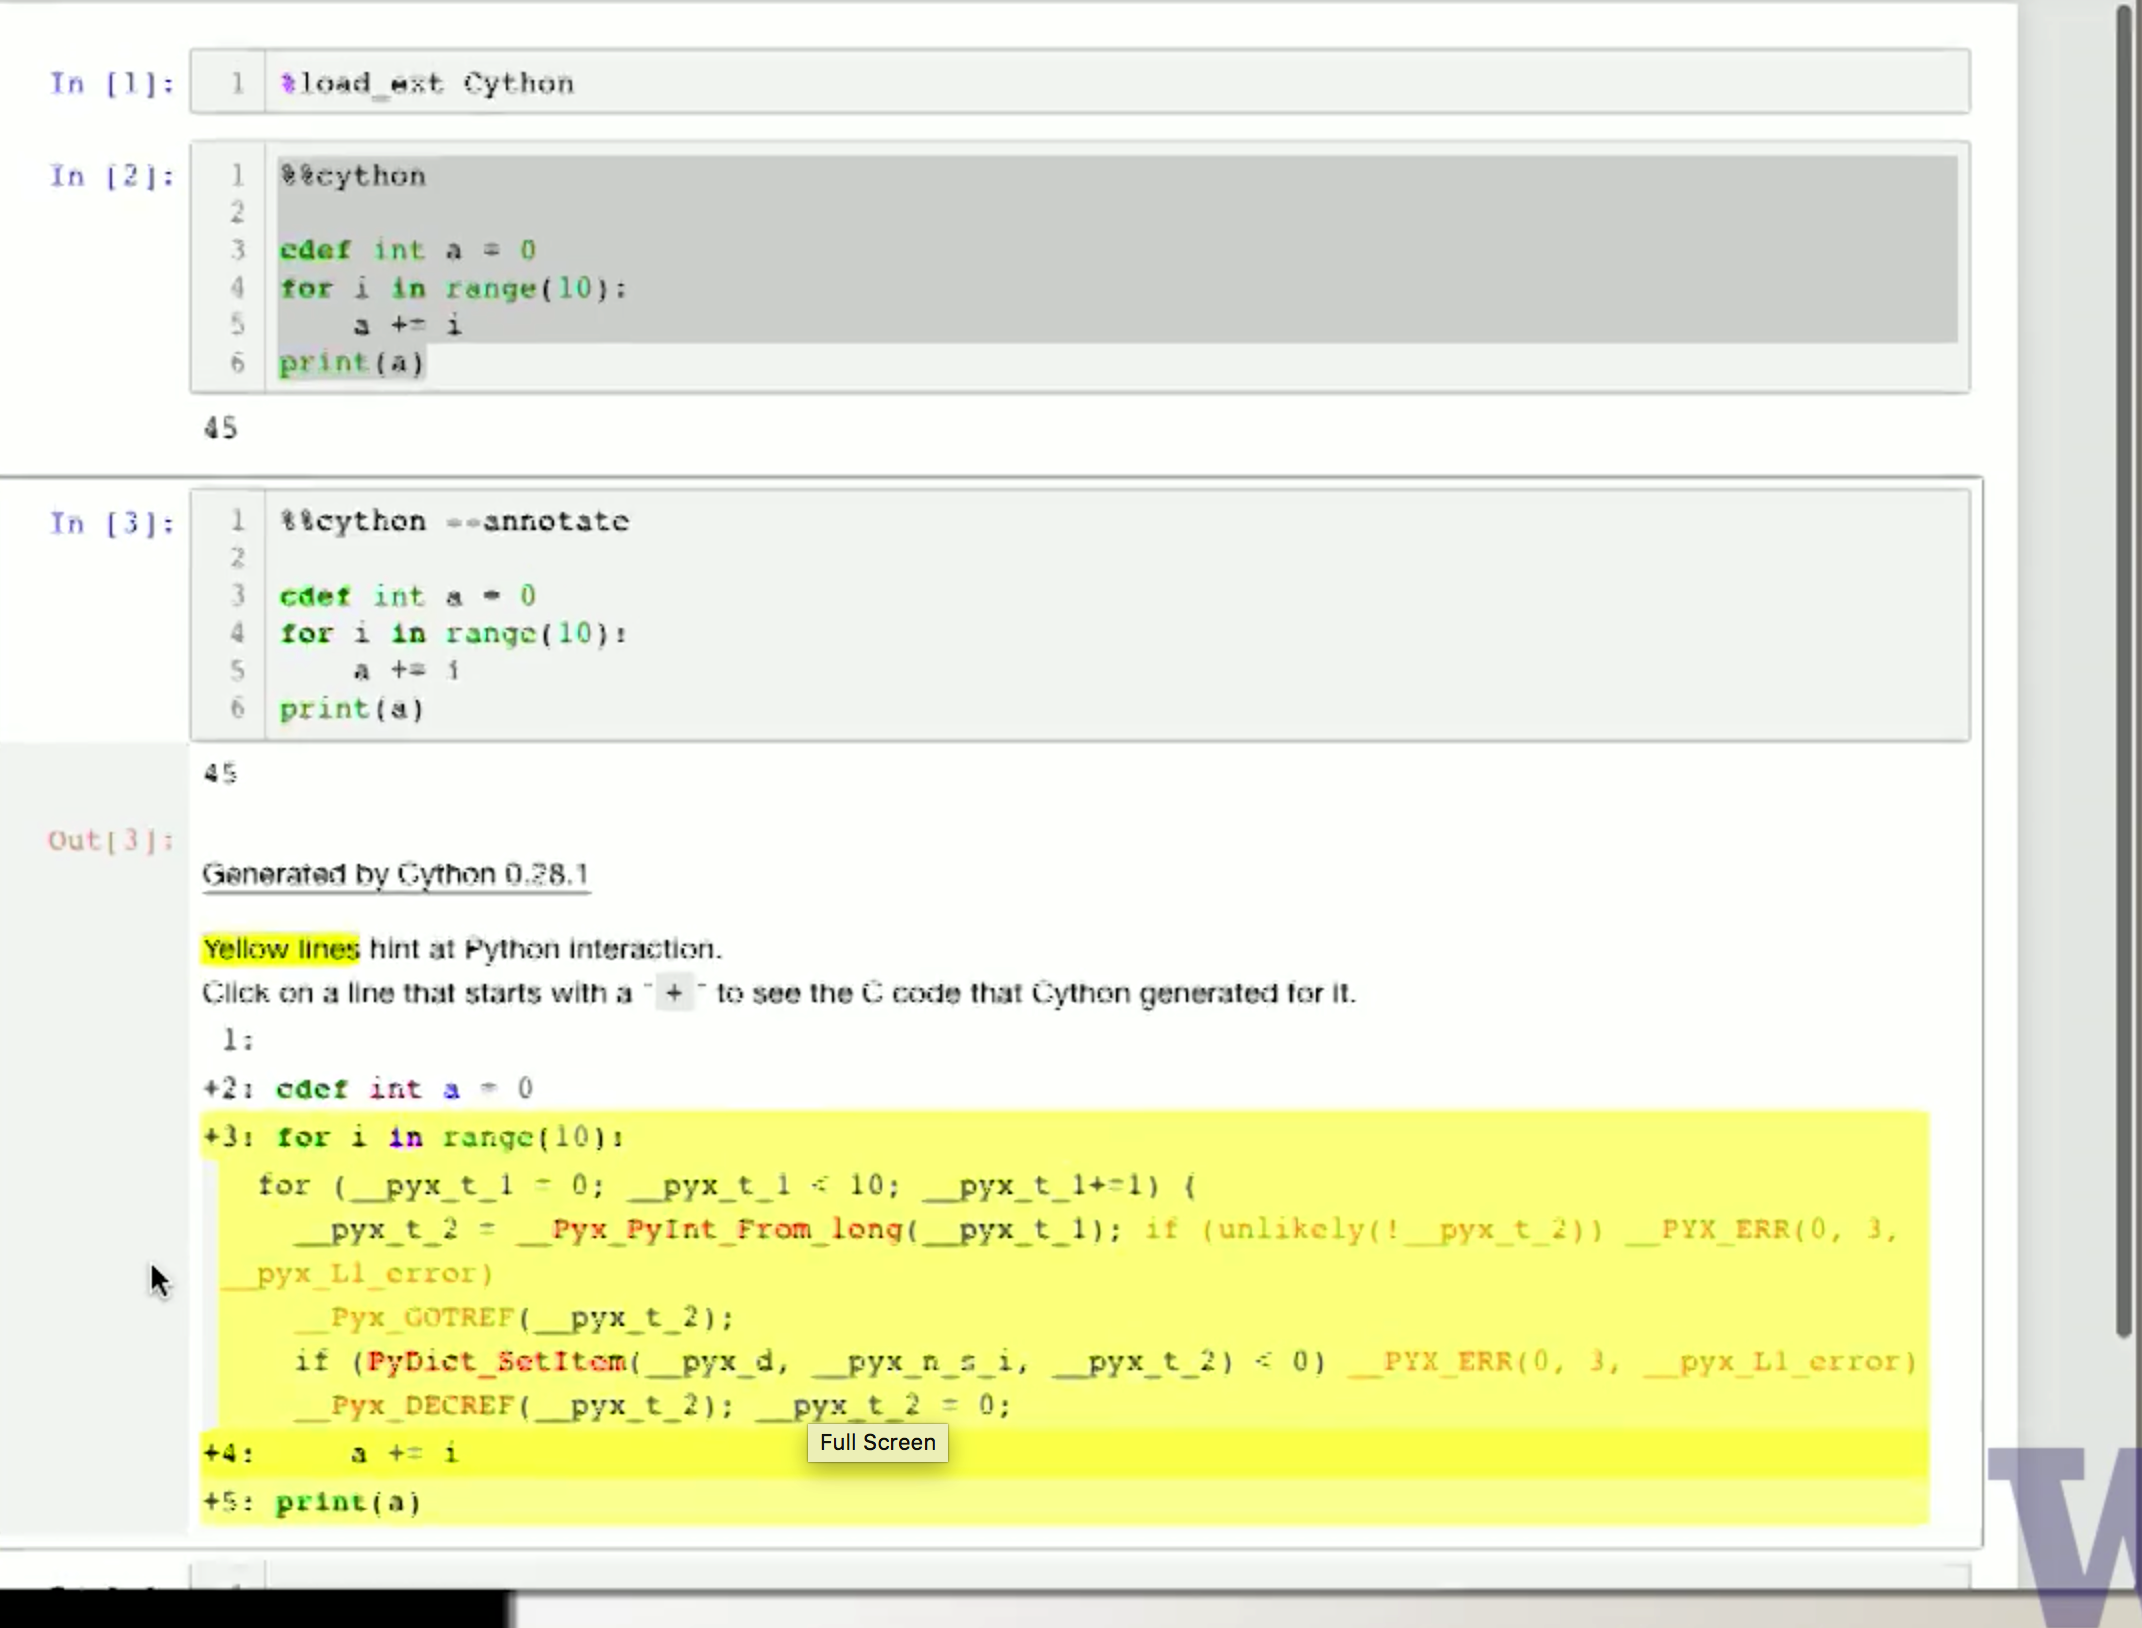 In [1]: 1 %load_ext Cython
In [2]: 1 %%cython
2
3 cdef int a = 0
4 for i in range(10):
5     a += i
6 print(a)
45
In [3]: 1 %%cython --annotate
2
3 cdef int a = 0
4 for i in range(10):
5     a += i
6 print(a)
45
Out[3]:
Generated by Cython 0.28.1
Yellow lines hint at Python interaction.
Click on a line that starts with a "+" to see the C code that Cython generated for it.
1:
+2: cdef int a = 0
+3: for i in range(10):
for (__pyx_t_1 = 0; __pyx_t_1 < 10; __pyx_t_1+=1) {
__pyx_t_2 = __Pyx_PyInt_From_long(__pyx_t_1); if (unlikely(!__pyx_t_2)) __PYX_ERR(0, 3,
__pyx_L1_error)
__Pyx_GOTREF(__pyx_t_2);
if (PyDict_SetItem(__pyx_d, __pyx_n_s_i, __pyx_t_2) < 0) __PYX_ERR(0, 3, __pyx_L1_error)
__Pyx_DECREF(__pyx_t_2); __pyx_t_2 = 0;
Full Screen
+4:     a += i
+5: print(a)
W